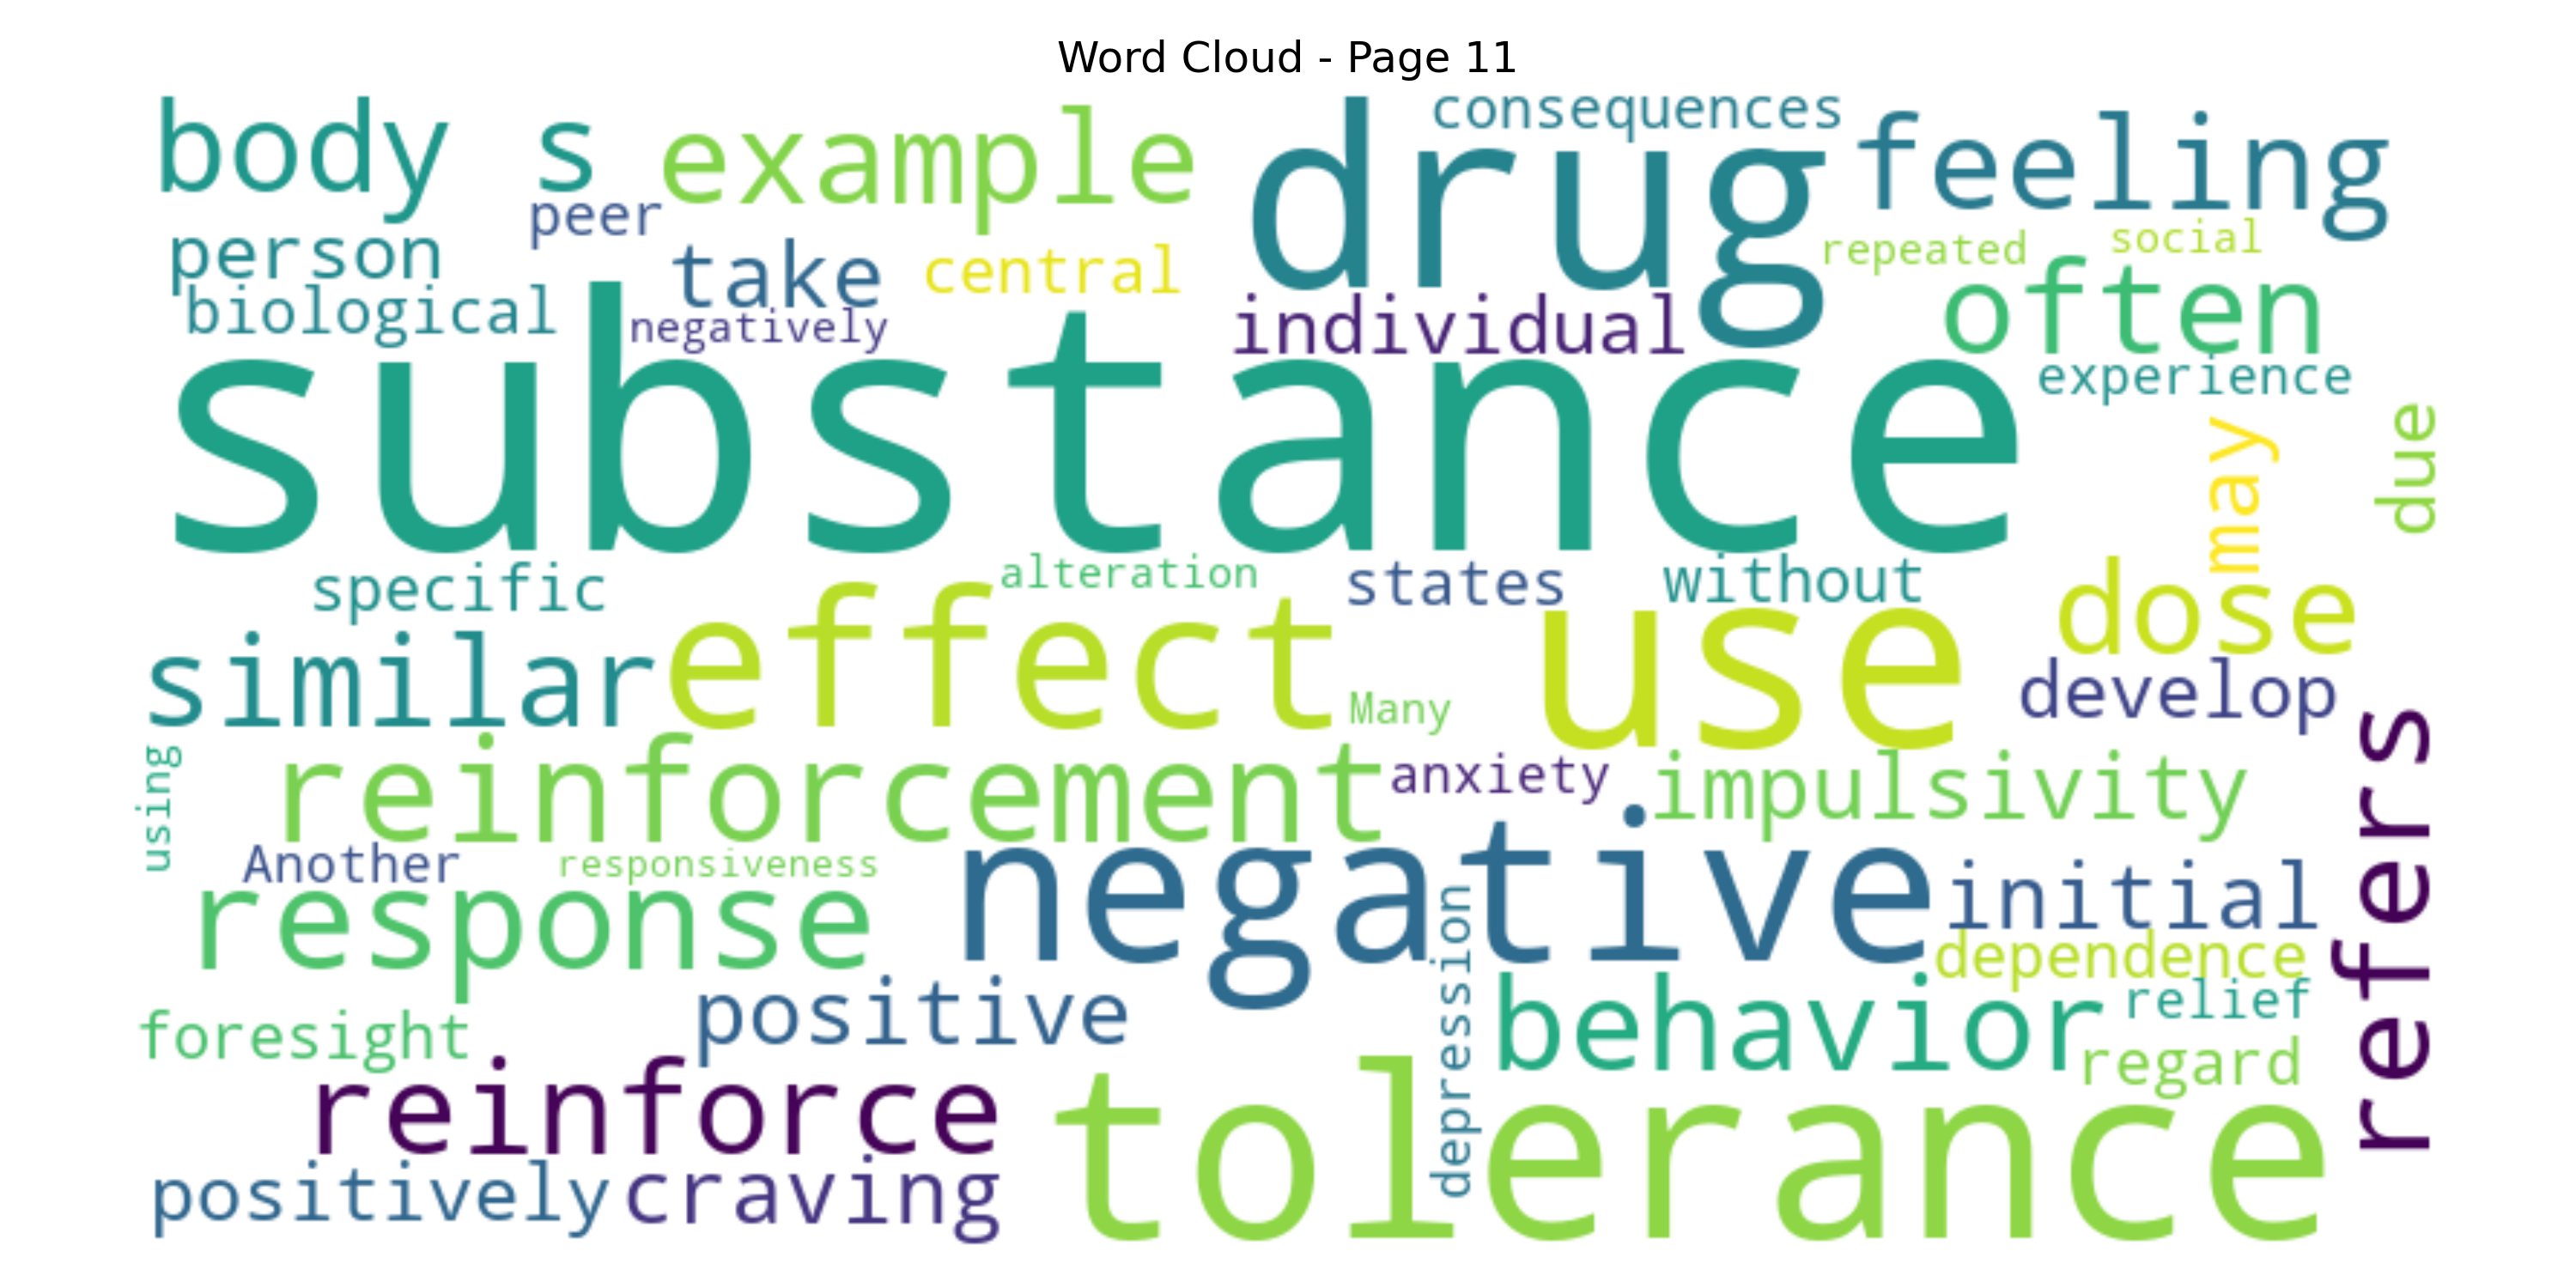 Word Cloud - Page 11
body s example drug consequences feeling
peer
person take central repeated social
biological negatively individual often
substance experience
may due
specific alteration states without dose
similar effect Many use develop
using reinforcement anxiety impulsivity refers
Another responsiveness negative initial
response depression dependence
foresight positive behavior relief
reinforce tolerance regard
positively craving